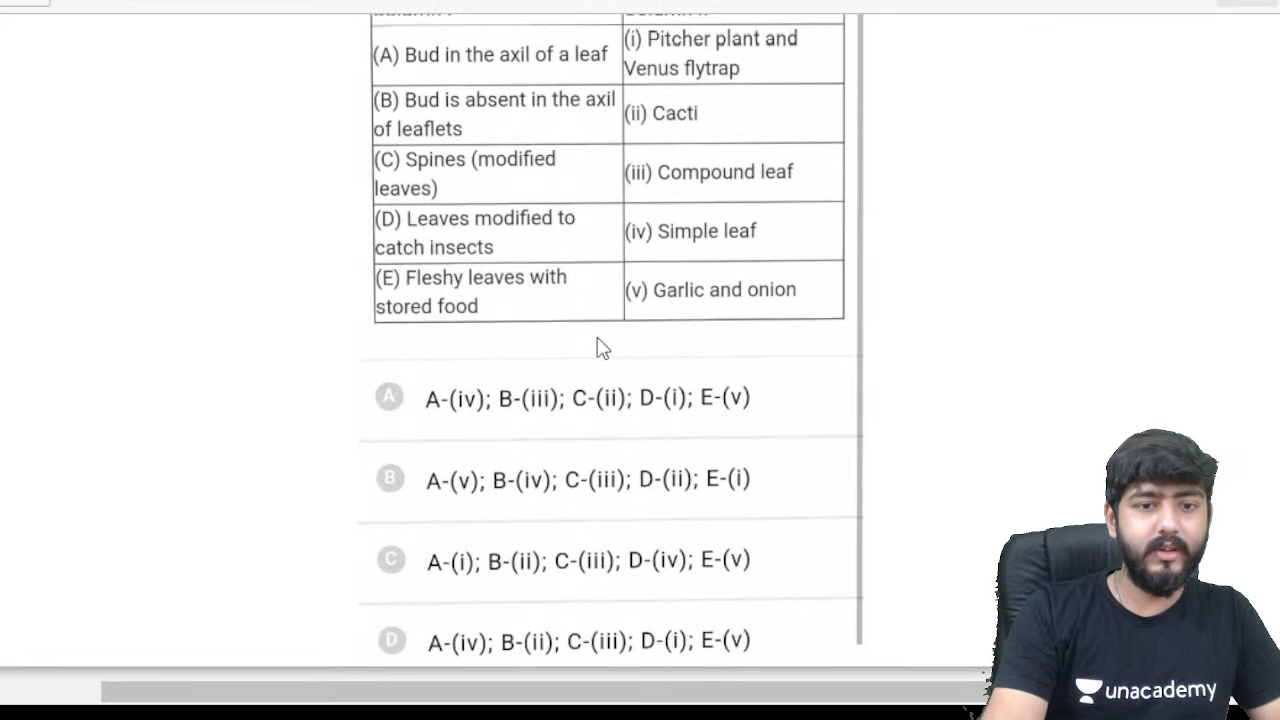 (A) Bud in the axil of a leaf
(i) Pitcher plant and
Venus flytrap
(B) Bud is absent in the axil
of leaflets
(ii) Cacti
(C) Spines (modified
leaves)
(iii) Compound leaf
(D) Leaves modified to
catch insects
(iv) Simple leaf
(E) Fleshy leaves with
stored food
(v) Garlic and onion
A A-(iv); B-(iii); C-(ii); D-(i); E-(v)
B A-(v); B-(iv); C-(iii); D-(ii); E-(i)
C A-(i); B-(ii); C-(iii); D-(iv); E-(v)
D A-(iv); B-(ii); C-(iii); D-(i); E-(v)
unacademy